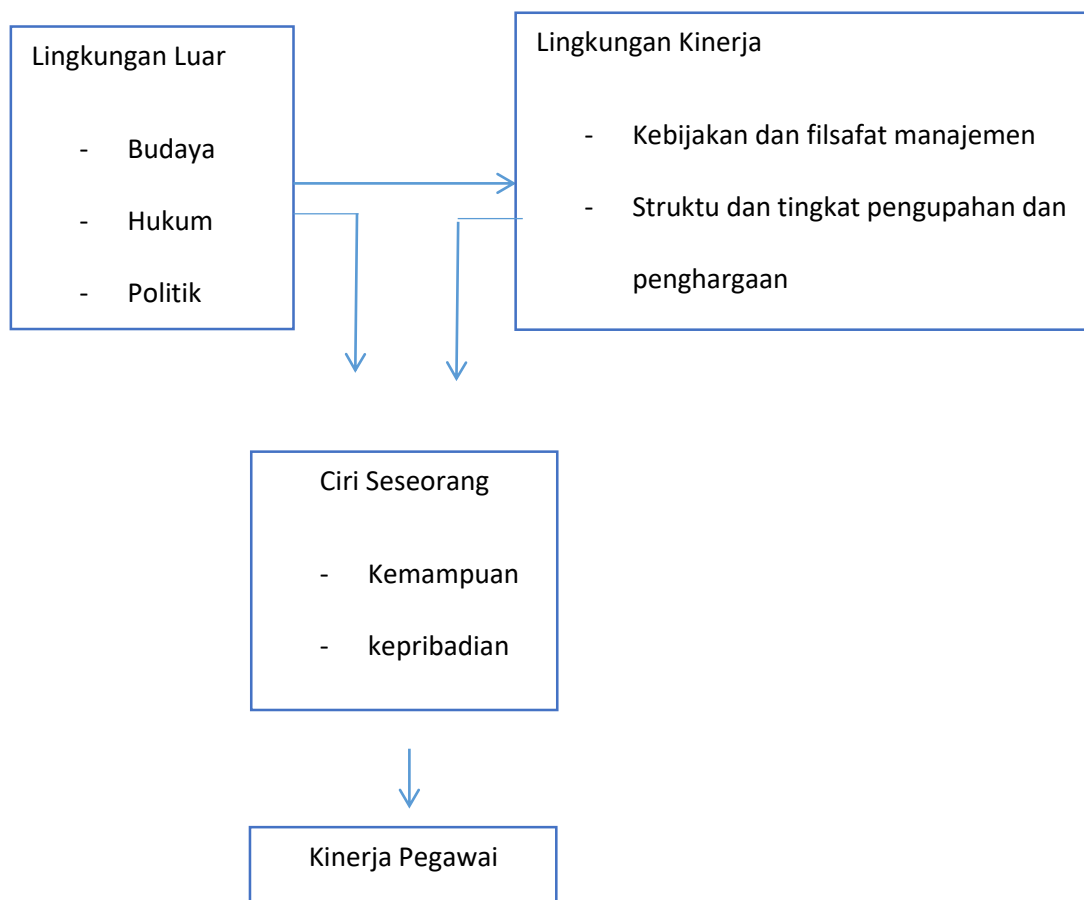 Lingkungan Luar
- Budaya
- Hukum
- Politik
Lingkungan Kinerja
- Kebijakan dan filsafat manajemen
- Struktu dan tingkat pengupahan dan
penghargaan
Ciri Seseorang
- Kemampuan
- kepribadian
Kinerja Pegawai